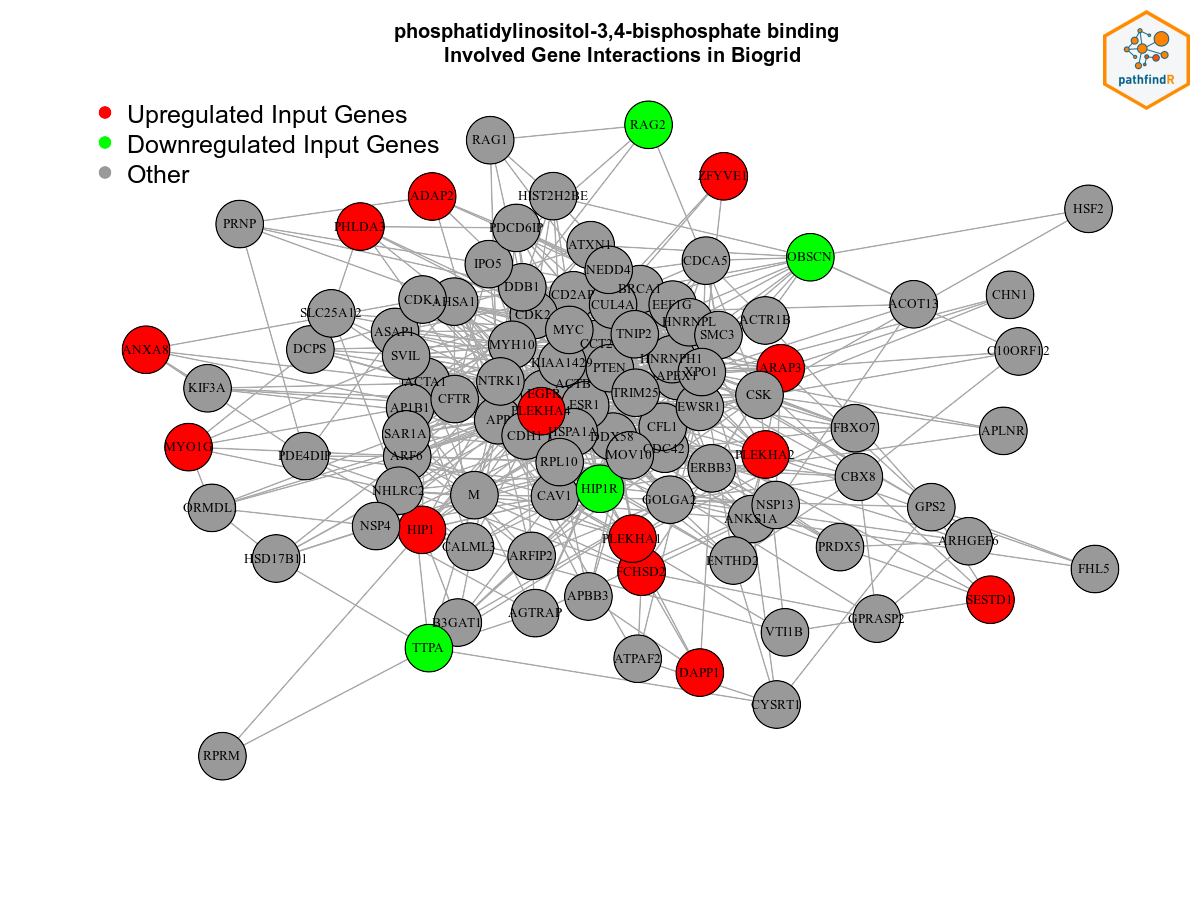 phosphatidylinositol-3,4-bisphosphate binding
Involved Gene Interactions in Biogrid
pathfindR
Upregulated Input Genes
Downregulated Input Genes
Other
RAG2
RAG1
ZFYVE1
ADAP2
HIST2H2BE
HSF2
PRNP
PHLDA3
PDCD6IP
ATXN1
OBSCN
CDCA5
IPO5
NEDD4
DDB1
BRCA1
CD2AP
CHN1
CDK1
AHSA1
CUL4A
EEF1G
ACOT13
SLC25A12
CDK2
HNRNPL
ACTR1B
ASAP1
MYC
TNIP2
SMC3
MYH10
CCT2
ANXA8
DCPS
SVIL
C10ORF12
KIAA1429
HNRNPH1
PTEN
ARAP3
XPO1
APEX1
ACTA1
NTRK1
ACTB
KIF3A
EGFR
TRIM25
CSK
CFTR
AP1B1
PLEKHA4
ESR1
EWSR1
APP
CFL1
FBXO7
APLNR
SAR1A
CDH1
HSPA1A
DDX58
MYO1G
CDC42
MOV10
PLEKHA2
PDE4DIP
ARF6
RPL10
ERBB3
CBX8
NHLRC2
HIP1R
M
CAV1
GOLGA2
NSP13
GPS2
ANKS1A
NSP4
HIP1
PLEKHA1
ARHGEF6
CALML3
PRDX5
ARFIP2
HSD17B11
ENTHD2
FCHSD2
FHL5
APBB3
SESTD1
AGTRAP
B3GAT1
GPRASP2
VTI1B
TTPA
ATPAF2
DAPP1
CYSRT1
RPRM